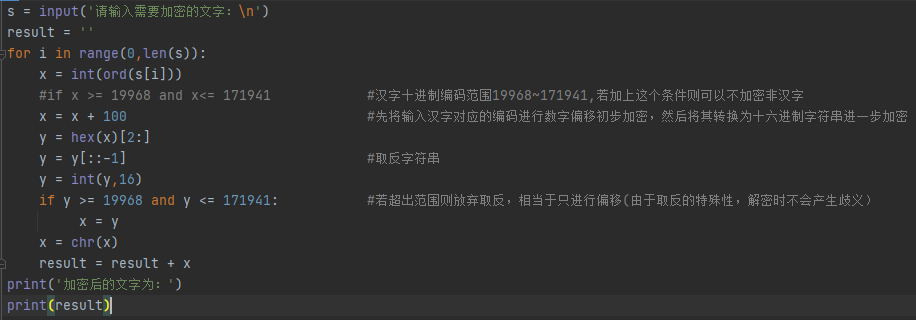 s = input('请输入需要加密的文字：\n')
result = ''
for i in range(0,len(s)):
    x = int(ord(s[i]))
    #if x >= 19968 and x<= 171941             #汉字十进制编码范围19968~171941,若加上这个条件则可以不加密非汉字
    x = x + 100                               #先将输入汉字对应的编码进行数字偏移初步加密，然后将其转换为十六进制字符串进一步加密
    y = hex(x)[2:]
    y = y[::-1]                               #取反字符串
    y = int(y,16)
    if y >= 19968 and y <= 171941:            #若超出范围则放弃取反，相当于只进行偏移(由于取反的特殊性，解密时不会产生歧义）
        x = y
    x = chr(x)
    result = result + x
print('加密后的文字为：')
print(result)